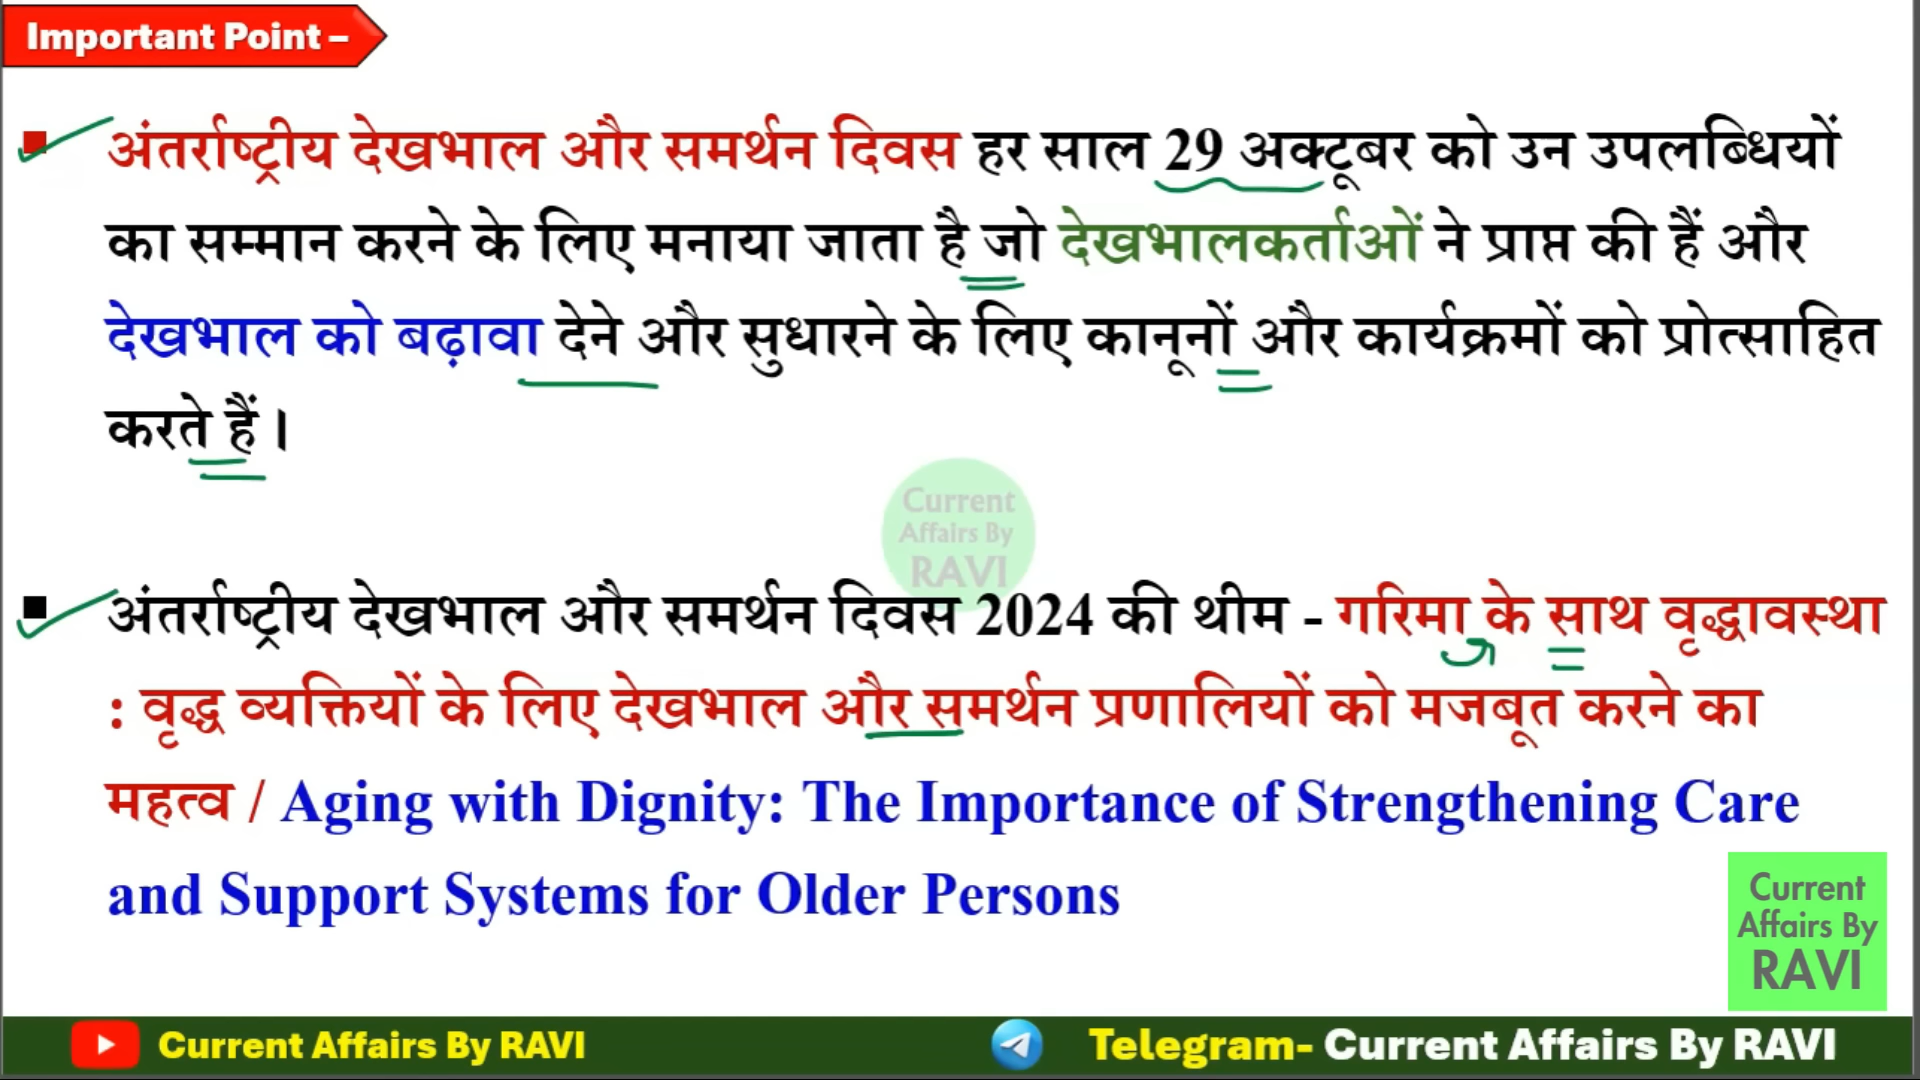 Important Point –
अंतर्राष्ट्रीय देखभाल और समर्थन दिवस हर साल 29 अक्टूबर को उन उपलब्धियों
का सम्मान करने के लिए मनाया जाता है जो देखभालकर्ताओं ने प्राप्त की हैं और
देखभाल को बढ़ावा देने और सुधारने के लिए कानूनों और कार्यक्रमों को प्रोत्साहित
करते हैं।
Current
Affairs By
RAVI
अंतर्राष्ट्रीय देखभाल और समर्थन दिवस 2024 की थीम - गरिमा के साथ वृद्धावस्था
: वृद्ध व्यक्तियों के लिए देखभाल और समर्थन प्रणालियों को मजबूत करने का
महत्व / Aging with Dignity: The Importance of Strengthening Care
and Support Systems for Older Persons
Current
Affairs By
RAVI
Current Affairs By RAVI
Telegram- Current Affairs By RAVI